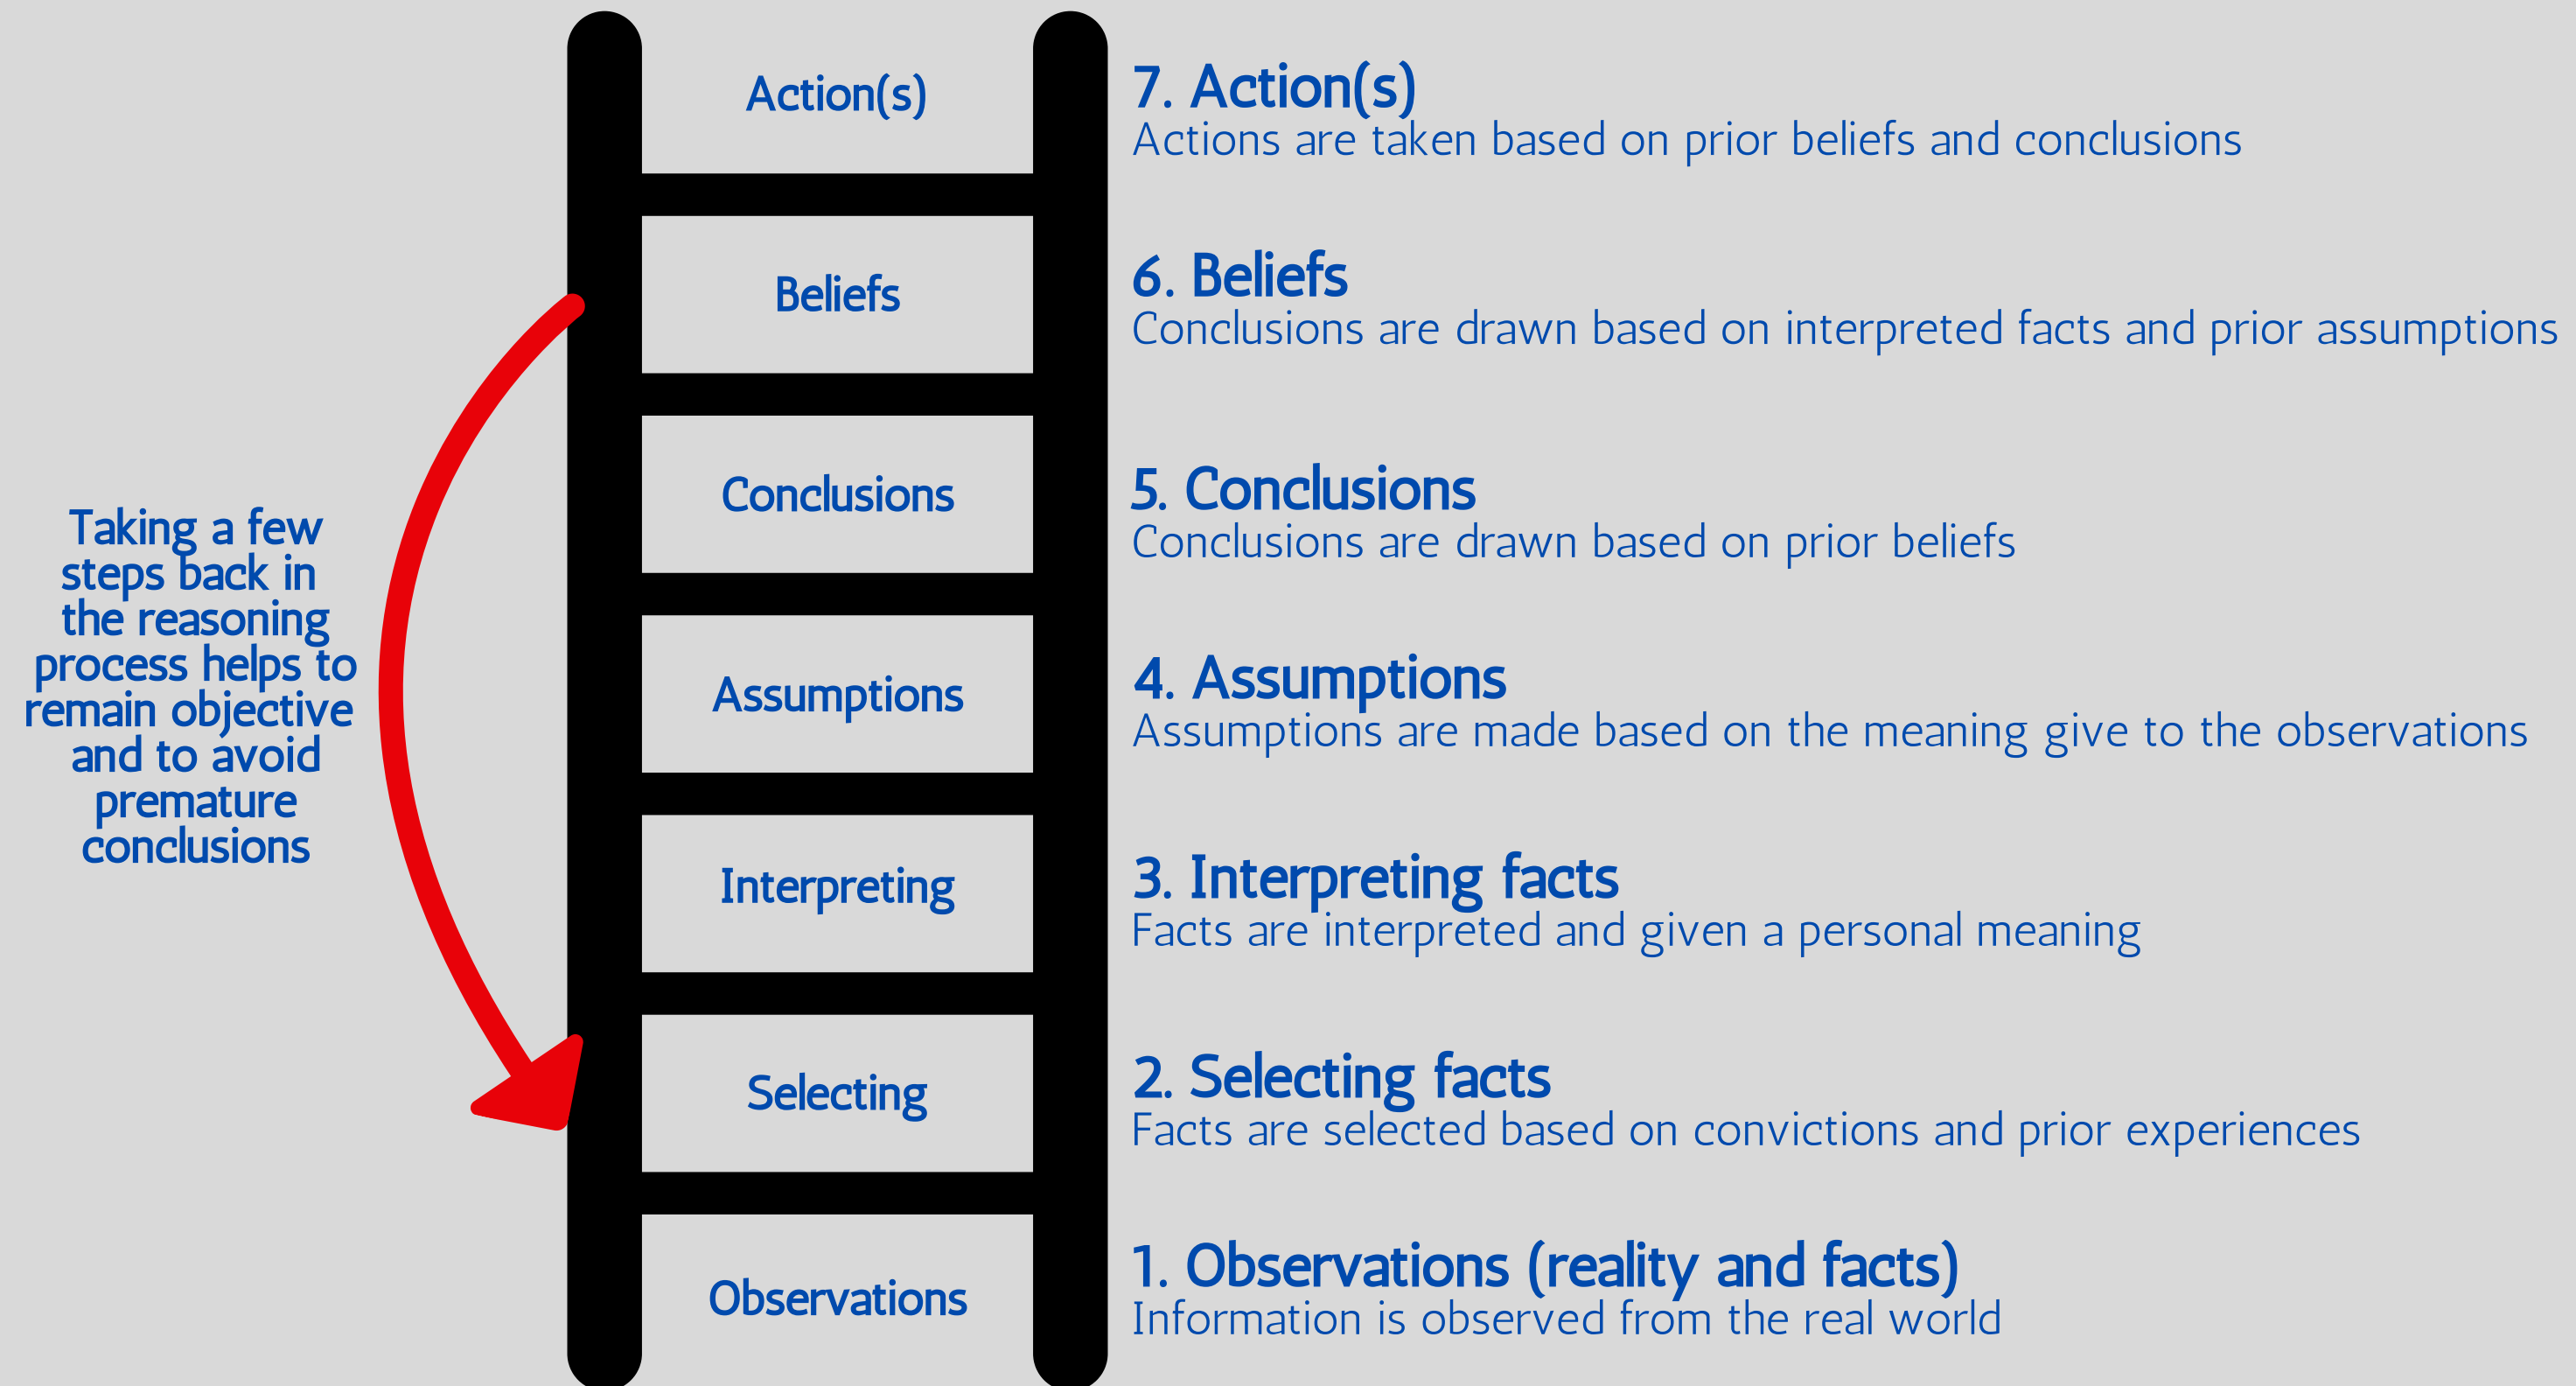 Taking a few
steps back in
the reasoning
process helps to
remain objective
and to avoid
premature
conclusions
Action(s)
Beliefs
Conclusions
Assumptions
Interpreting
Selecting
Observations
7. Action(s)
Actions are taken based on prior beliefs and conclusions
6. Beliefs
Conclusions are drawn based on interpreted facts and prior assumptions
5. Conclusions
Conclusions are drawn based on prior beliefs
4. Assumptions
Assumptions are made based on the meaning give to the observations
3. Interpreting facts
Facts are interpreted and given a personal meaning
2. Selecting facts
Facts are selected based on convictions and prior experiences
1. Observations (reality and facts)
Information is observed from the real world